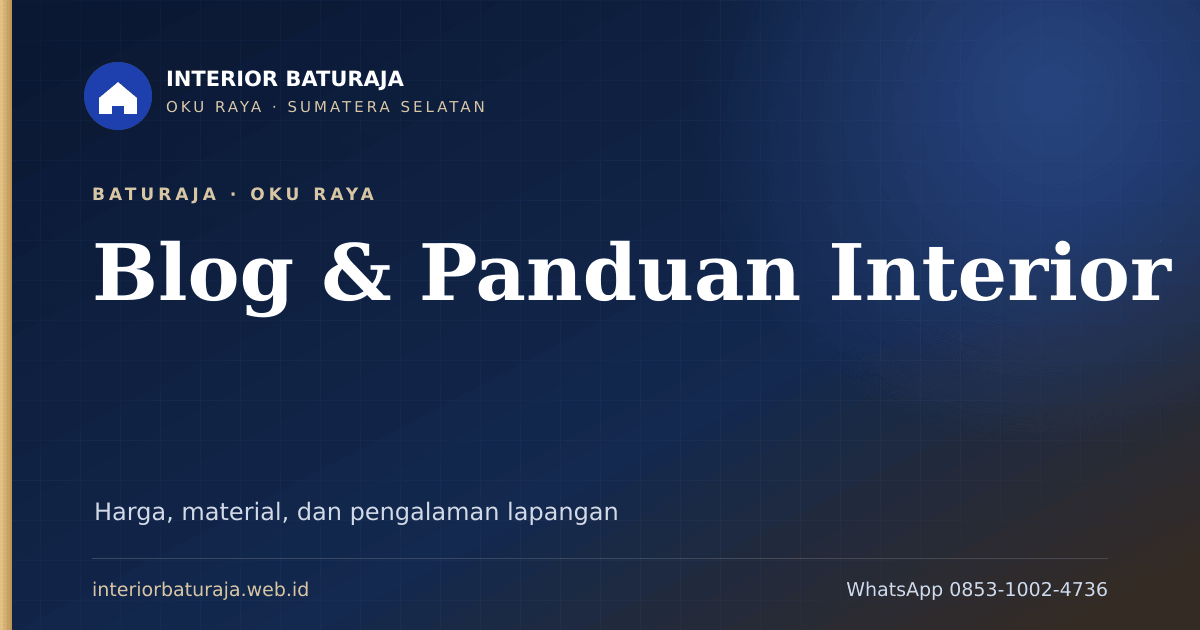 INTERIOR BATURAJA
OKU RAYA · SUMATERA SELATAN
BATURAJA · OKU RAYA
Blog & Panduan Interior
Harga, material, dan pengalaman lapangan
interiorbaturaja.web.id
WhatsApp 0853-1002-4736